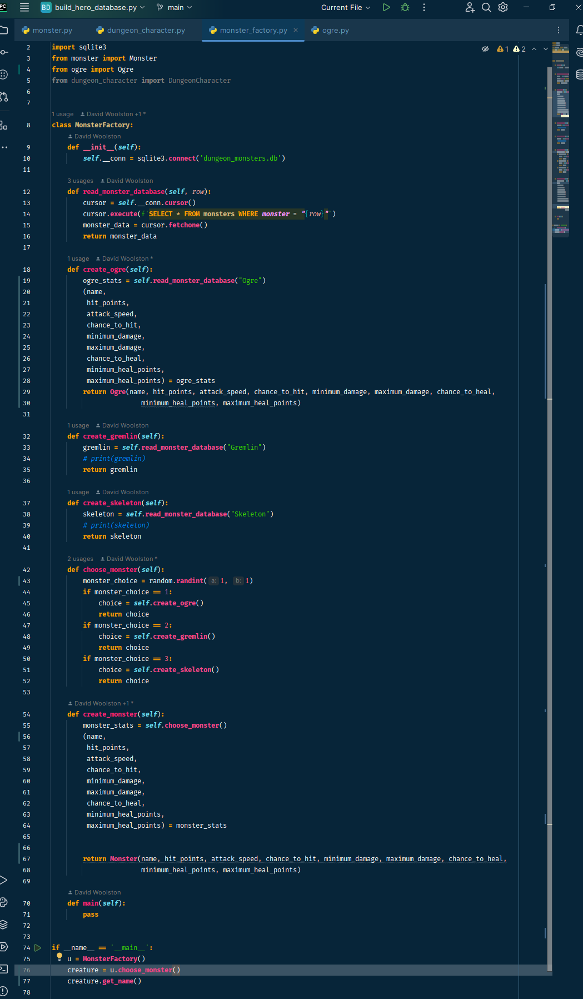 PC BD build_hero_database.py main Current File
monster.py dungeon_character.py monster_factory.py ogre.py
2 import sqlite3
1 2
3 from monster import Monster
4 from ogre import Ogre
5 from dungeon_character import DungeonCharacter
6
7
1 usage David Woolston +1 *
8 class MonsterFactory:
David Woolston
9 def __init__(self):
10 self.__conn = sqlite3.connect('dungeon_monsters.db')
11
3 usages David Woolston
12 def read_monster_database(self, row):
13 cursor = self.__conn.cursor()
14 cursor.execute(f'SELECT * FROM monsters WHERE monster = "{row}"')
15 monster_data = cursor.fetchone()
16 return monster_data
17
1 usage David Woolston *
18 def create_ogre(self):
19 ogre_stats = self.read_monster_database("Ogre")
20 (name,
21 hit_points,
22 attack_speed,
23 chance_to_hit,
24 minimum_damage,
25 maximum_damage,
26 chance_to_heal,
27 minimum_heal_points,
28 maximum_heal_points) = ogre_stats
29 return Ogre(name, hit_points, attack_speed, chance_to_hit, minimum_damage, maximum_damage, chance_to_heal,
30 minimum_heal_points, maximum_heal_points)
31
1 usage David Woolston
32 def create_gremlin(self):
33 gremlin = self.read_monster_database("Gremlin")
34 # print(gremlin)
35 return gremlin
36
1 usage David Woolston
37 def create_skeleton(self):
38 skeleton = self.read_monster_database("Skeleton")
39 # print(skeleton)
40 return skeleton
41
2 usages David Woolston *
42 def choose_monster(self):
43 monster_choice = random.randint( a: 1, b: 1)
44 if monster_choice == 1:
45 choice = self.create_ogre()
46 return choice
47 if monster_choice == 2:
48 choice = self.create_gremlin()
49 return choice
50 if monster_choice == 3:
51 choice = self.create_skeleton()
52 return choice
53
David Woolston +1 *
54 def create_monster(self):
55 monster_stats = self.choose_monster()
56 (name,
57 hit_points,
58 attack_speed,
59 chance_to_hit,
60 minimum_damage,
61 maximum_damage,
62 chance_to_heal,
63 minimum_heal_points,
64 maximum_heal_points) = monster_stats
65
66
67 return Monster(name, hit_points, attack_speed, chance_to_hit, minimum_damage, maximum_damage, chance_to_heal,
68 minimum_heal_points, maximum_heal_points)
69
David Woolston
70 def main(self):
71 pass
72
73
74 if __name__ == '__main__':
75 u = MonsterFactory()
76 creature = u.choose_monster()
77 creature.get_name()
78